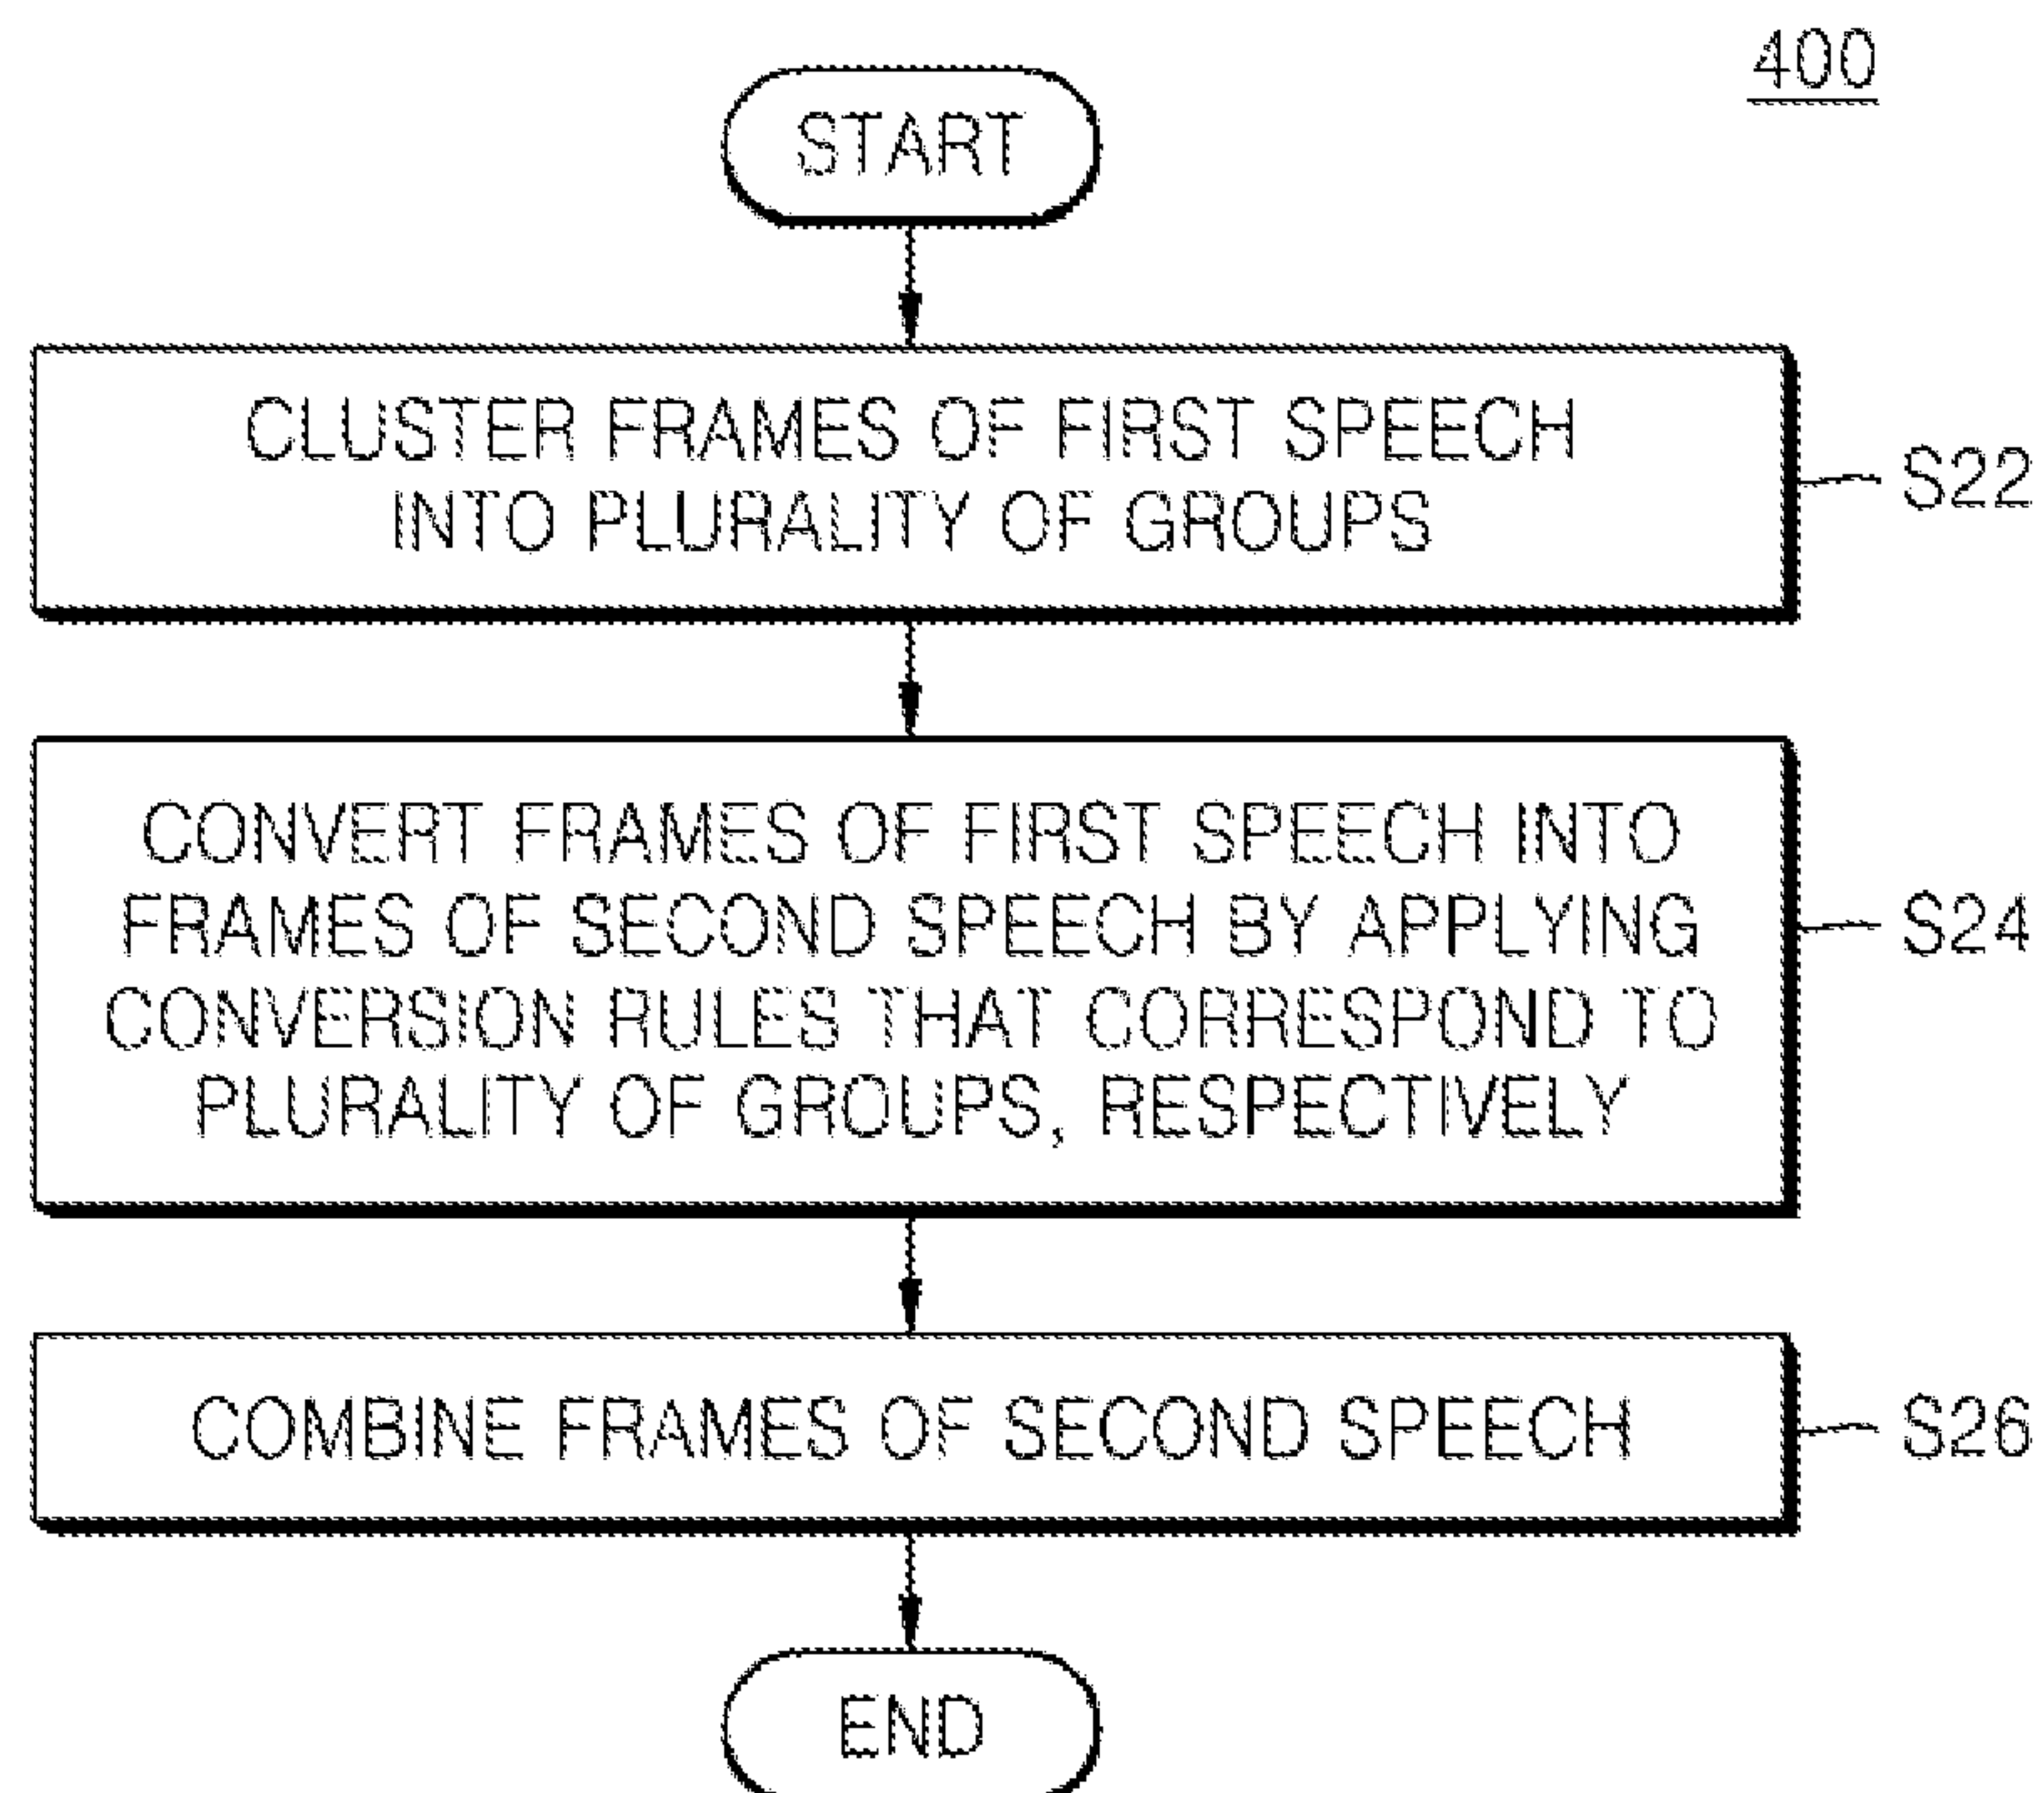 400
START
CLUSTER FRAMES OF FIRST SPEECH
INTO PLURALITY OF GROUPS
S22
CONVERT FRAMES OF FIRST SPEECH INTO
FRAMES OF SECOND SPEECH BY APPLYING
CONVERSION RULES THAT CORRESPOND TO
PLURALITY OF GROUPS, RESPECTIVELY
S24
COMBINE FRAMES OF SECOND SPEECH
S26
END